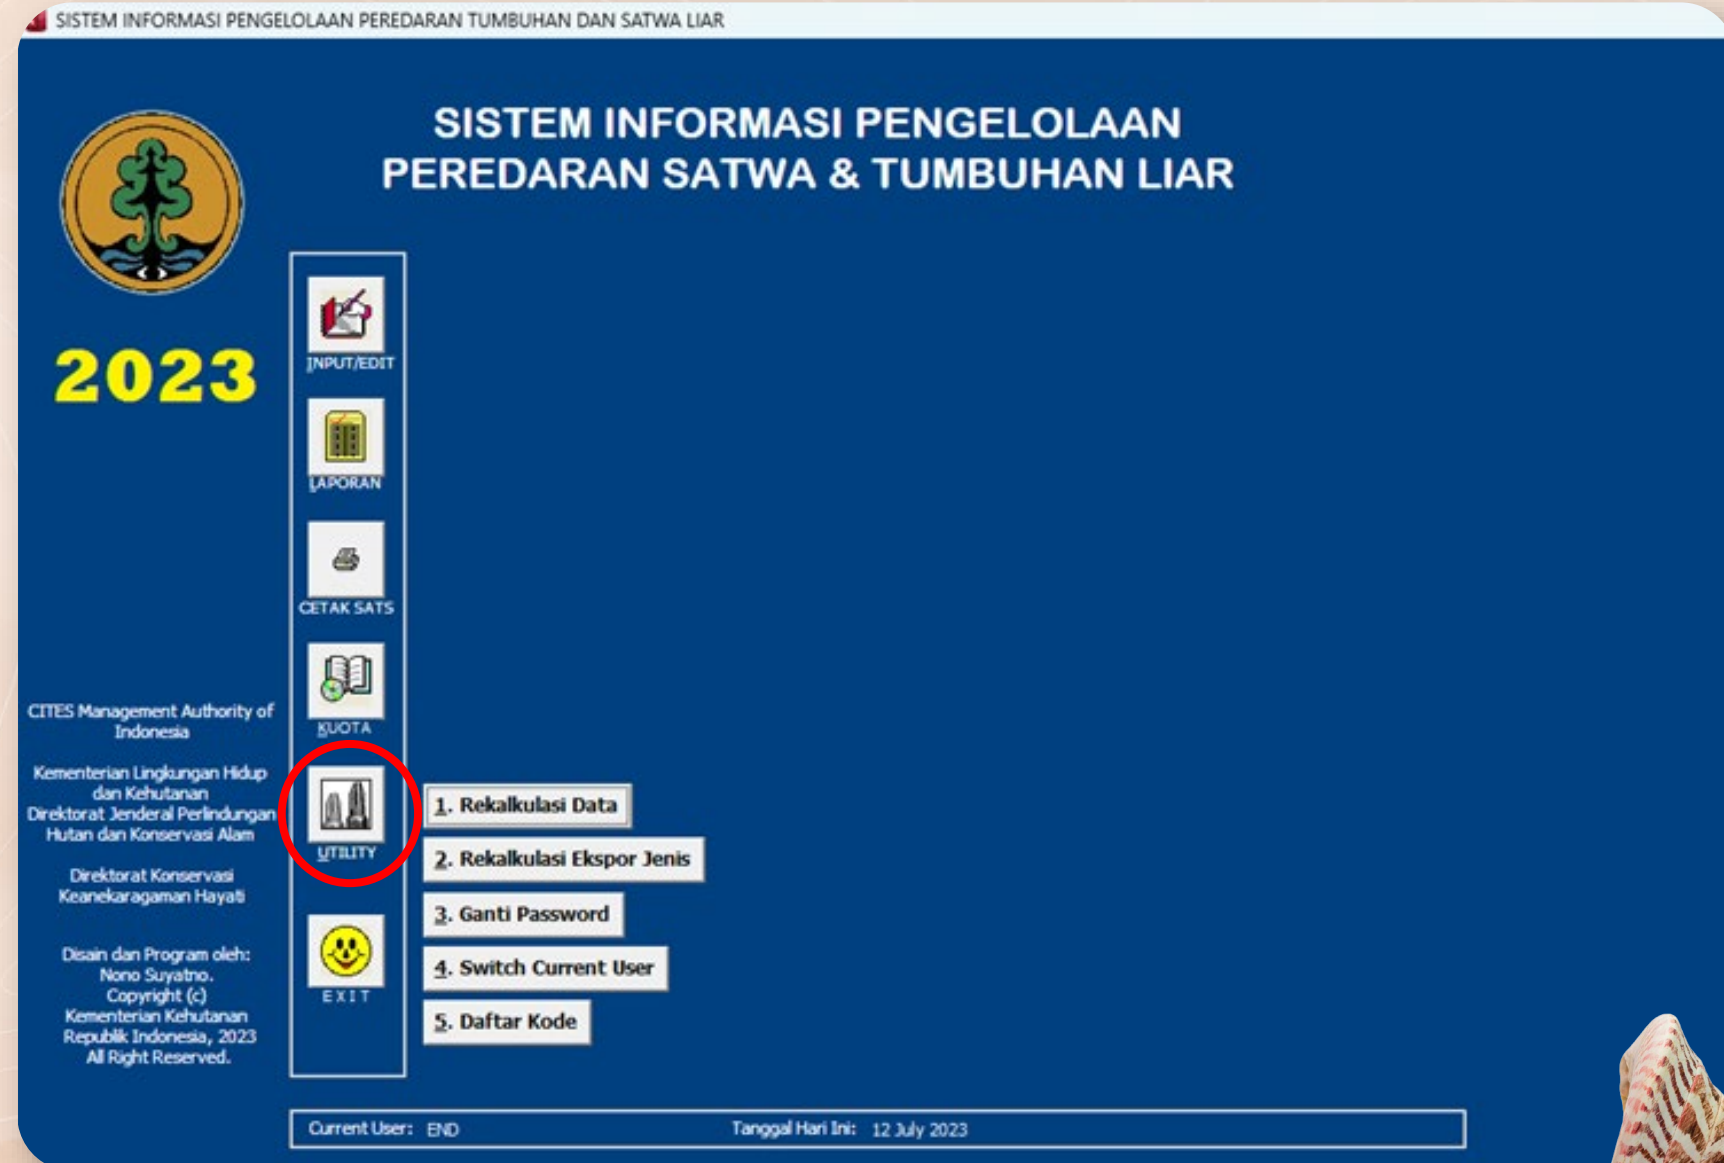 SISTEM INFORMASI PENGELOLAAN PEREDARAN TUMBUHAN DAN SATWA LIAR
SISTEM INFORMASI PENGELOLAAN
PEREDARAN SATWA & TUMBUHAN LIAR
2023
INPUT/EDIT
LAPORAN
CETAK SATS
KUOTA
UTILITY
EXIT
1. Rekalkulasi Data
2. Rekalkulasi Ekspor Jenis
3. Ganti Password
4. Switch Current User
5. Daftar Kode
CITES Management Authority of
Indonesia
Kementerian Lingkungan Hidup
dan Kehutanan
Direktorat Jenderal Perlindungan
Hutan dan Konservasi Alam
Direktorat Konservasi
Keanekaragaman Hayati
Disain dan Program oleh:
Nono Suyatno.
Copyright (c)
Kementerian Kehutanan
Republik Indonesia, 2023
All Right Reserved.
Current User: END Tanggal Hari Ini: 12 July 2023